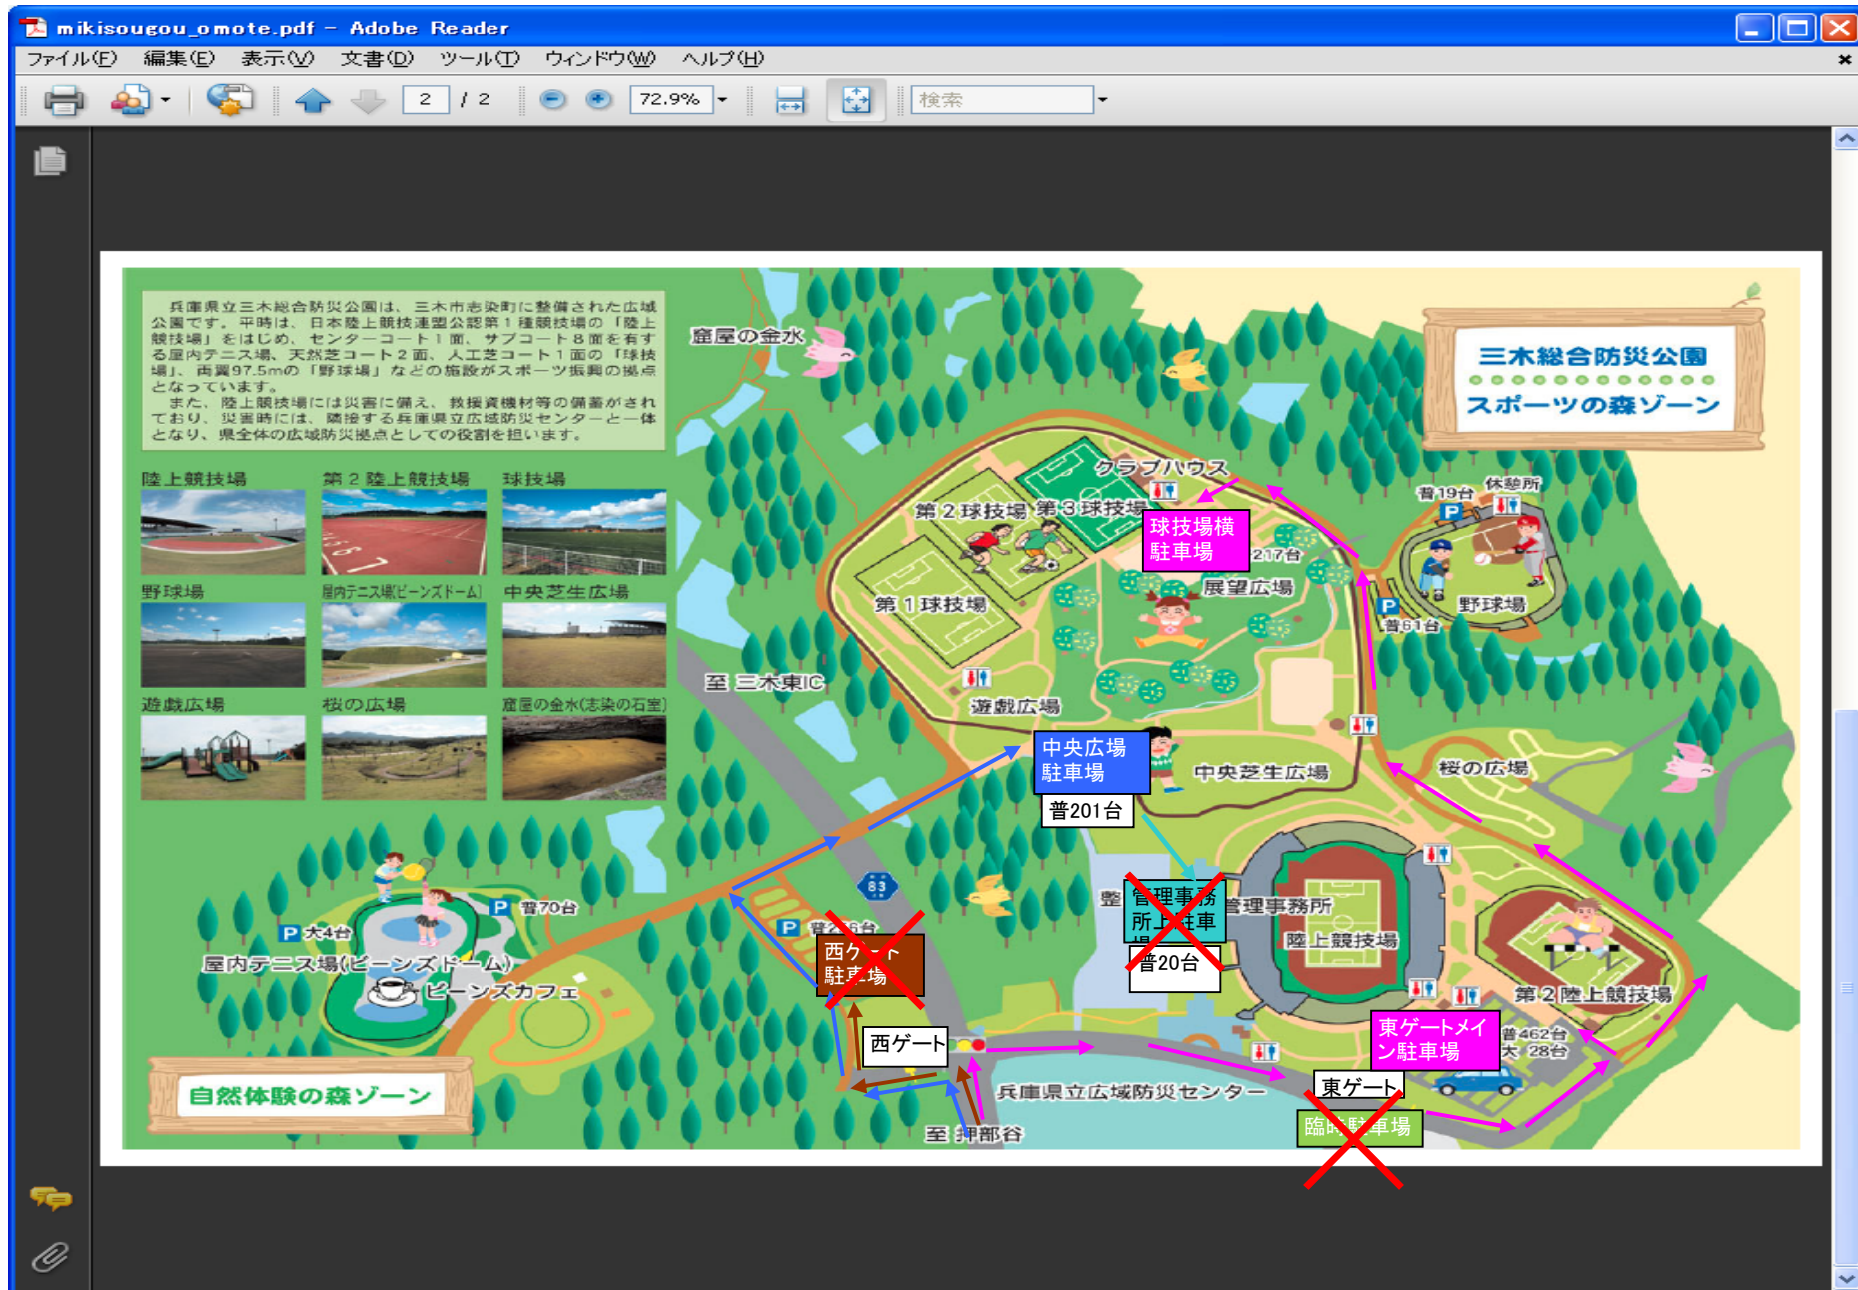 mikisougou_omote.pdf - Adobe Reader
ファイル(F) 編集(E) 表示(V) 文書(D) ツール(T) ウィンドウ(W) ヘルプ(H)
2 / 2 72.9% 検索
兵庫県立三木総合防災公園は、三木市志染町に整備された広域
公園です。平時は、日本陸上競技連盟公認第1種競技場の「陸上
競技場」をはじめ、センターコート1面、サブコート8面を有す
る屋内テニス場、天然芝コート2面、人工芝コート1面の「球技
場」、両翼97.5mの「野球場」などの施設がスポーツ振興の拠点
となっています。
また、陸上競技場には災害に備え、救援資機材等の備蓄がされ
ており、災害時には、隣接する兵庫県立広域防災センターと一体
となり、県全体の広域防災拠点としての役割を担います。
陸上競技場 第2陸上競技場 球技場
野球場 屋内テニス場(ビーンズドーム) 中央芝生広場
遊戯広場 桜の広場 窟屋の金水(志染の石室)
窟屋の金水
三木総合防災公園
スポーツの森ゾーン
クラブハウス
普19台 休憩所
P
第2球技場 第3球技場
球技場横
駐車場
217台
展望広場
第1球技場
野球場
P
普61台
至 三木東IC
遊戯広場
中央広場
駐車場
普201台
中央芝生広場
桜の広場
83
P 普70台
P 大4台
屋内テニス場(ビーンズドーム)
ビーンズカフェ
P
西ゲート
駐車場
管理事務
所上駐車
普20台
管理事務所
陸上競技場
第2陸上競技場
西ゲート
東ゲートメイ
ン駐車場
普462台
大 28台
東ゲート
兵庫県立広域防災センター
臨時駐車場
至 押部谷
自然体験の森ゾーン